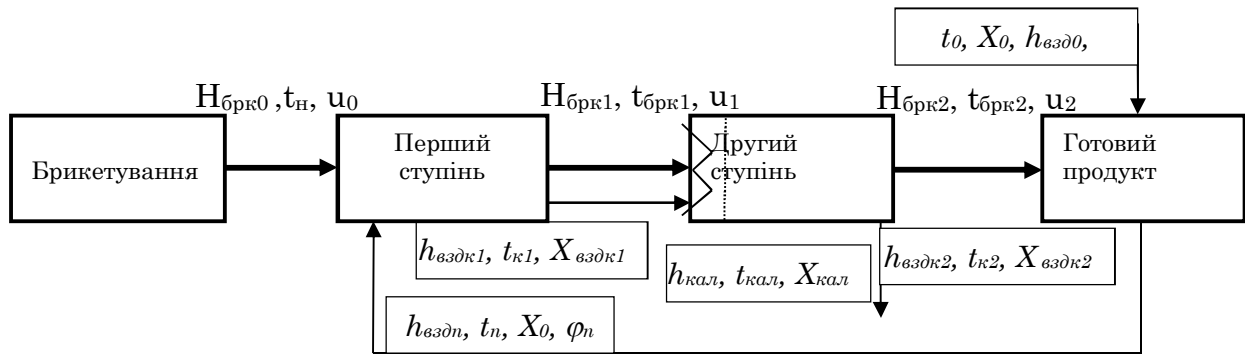 t₀, X₀, hвзд0,
Hбрк0 ,tн, u₀
Hбрк1, tбрк1, u₁
Hбрк2, tбрк2, u₂
Брикетування
Перший
ступінь
Другий
ступінь
Готовий
продукт
hвздк1, tк1, Xвздк1
hкал, tкал, Xкал
hвздк2, tк2, Xвздк2
hвздп, tп, X₀, φп